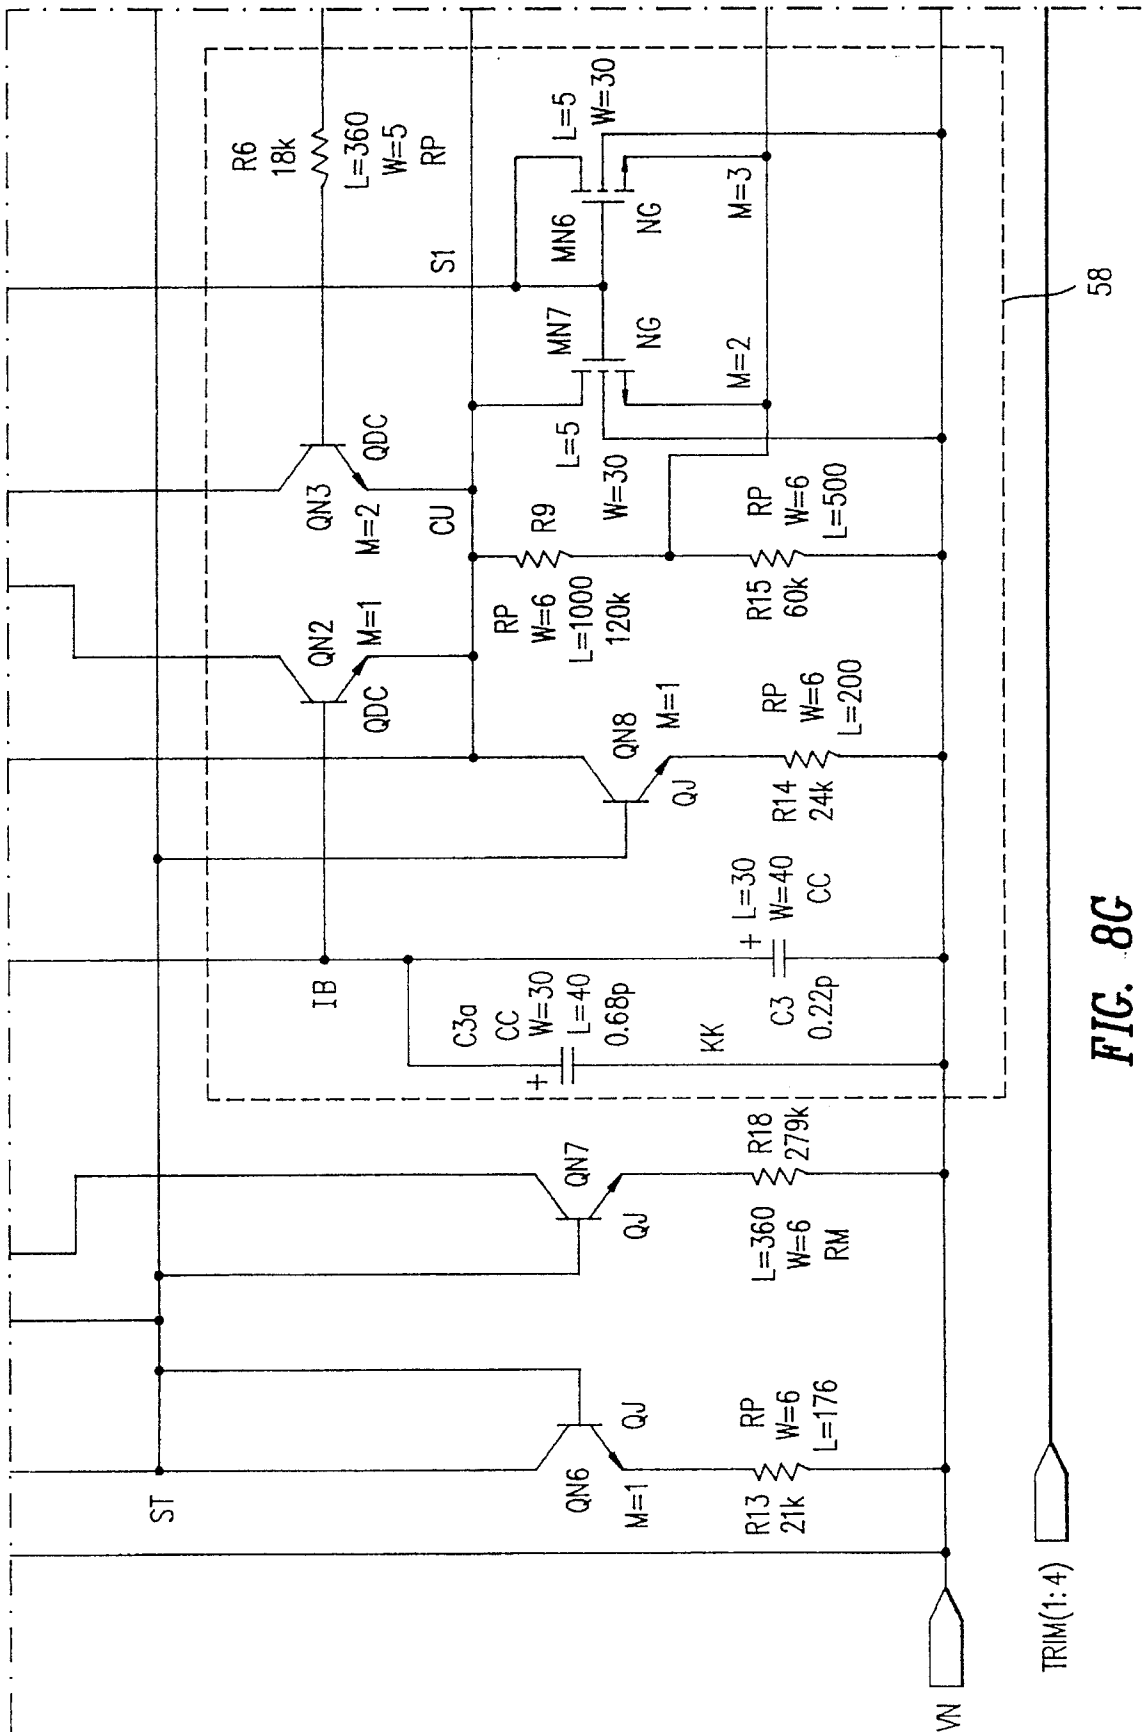 R6
18k
L=360
W=5
RP
S1
L=5
W=30
MN6
NG
M=3
MN7
NG
M=2
L=5
W=30
58
QN3
M=2
QDC
CU
R9
RP
W=6
L=1000
120k
RP
W=6
L=500
R15
60k
QN2
M=1
QDC
QN8
M=1
QJ
RP
W=6
L=200
R14
24k
IB
C3a
CC
W=30
L=40
0.68p
KK
+
+
L=30
W=40
CC
C3
0.22p
QN7
QJ
R18
279k
L=360
W=6
RM
ST
QN6
M=1
QJ
RP
W=6
L=176
R13
21k
VN
TRIM(1:4)
FIG. 8G